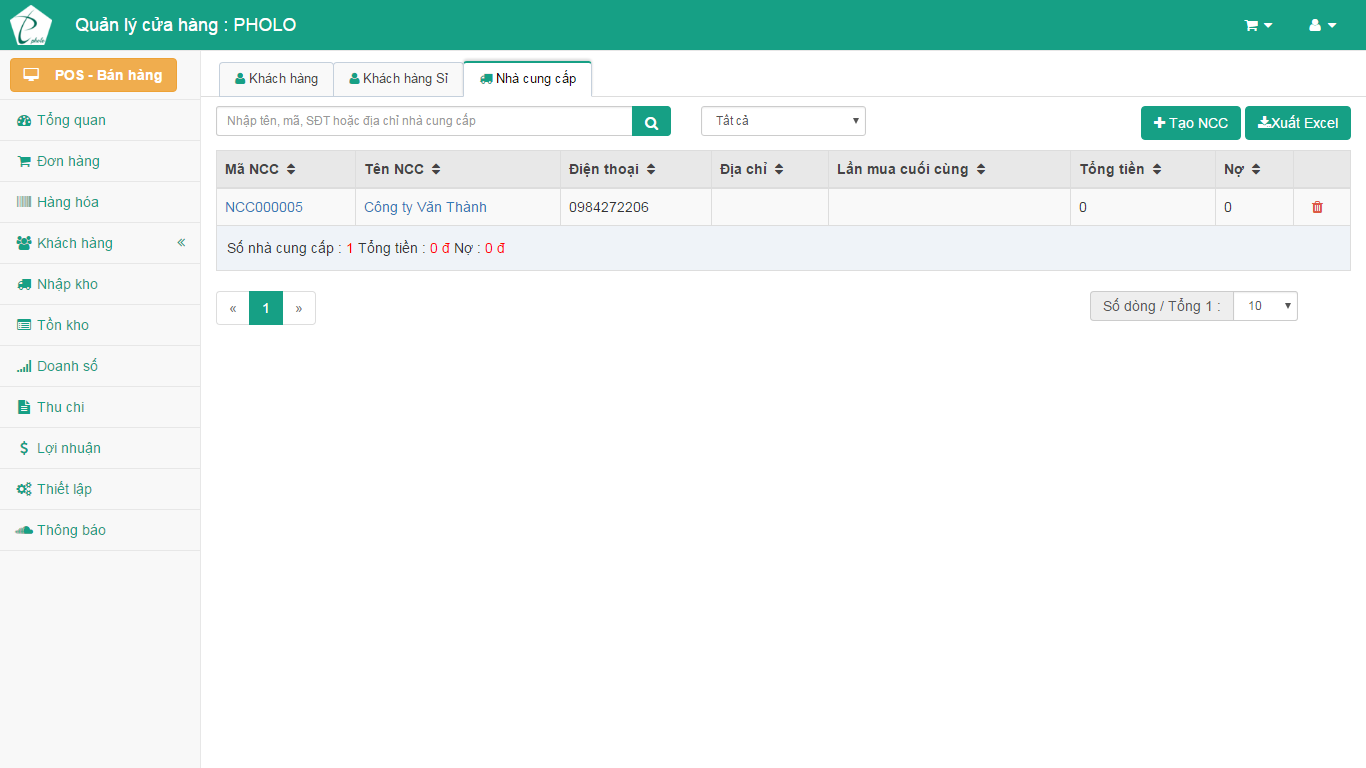 pholo
Quản lý cửa hàng : PHOLO
POS - Bán hàng
Tổng quan
Đơn hàng
Hàng hóa
Khách hàng
Nhập kho
Tồn kho
Doanh số
Thu chi
Lợi nhuận
Thiết lập
Thông báo
Khách hàng Khách hàng Sỉ Nhà cung cấp
Nhập tên, mã, SĐT hoặc địa chỉ nhà cung cấp Tất cả Tạo NCC Xuất Excel
Mã NCC Tên NCC Điện thoại Địa chỉ Lần mua cuối cùng Tổng tiền Nợ
NCC000005 Công ty Văn Thành 0984272206 0 0
Số nhà cung cấp : 1 Tổng tiền : 0 đ Nợ : 0 đ
« 1 » Số dòng / Tổng 1 : 10